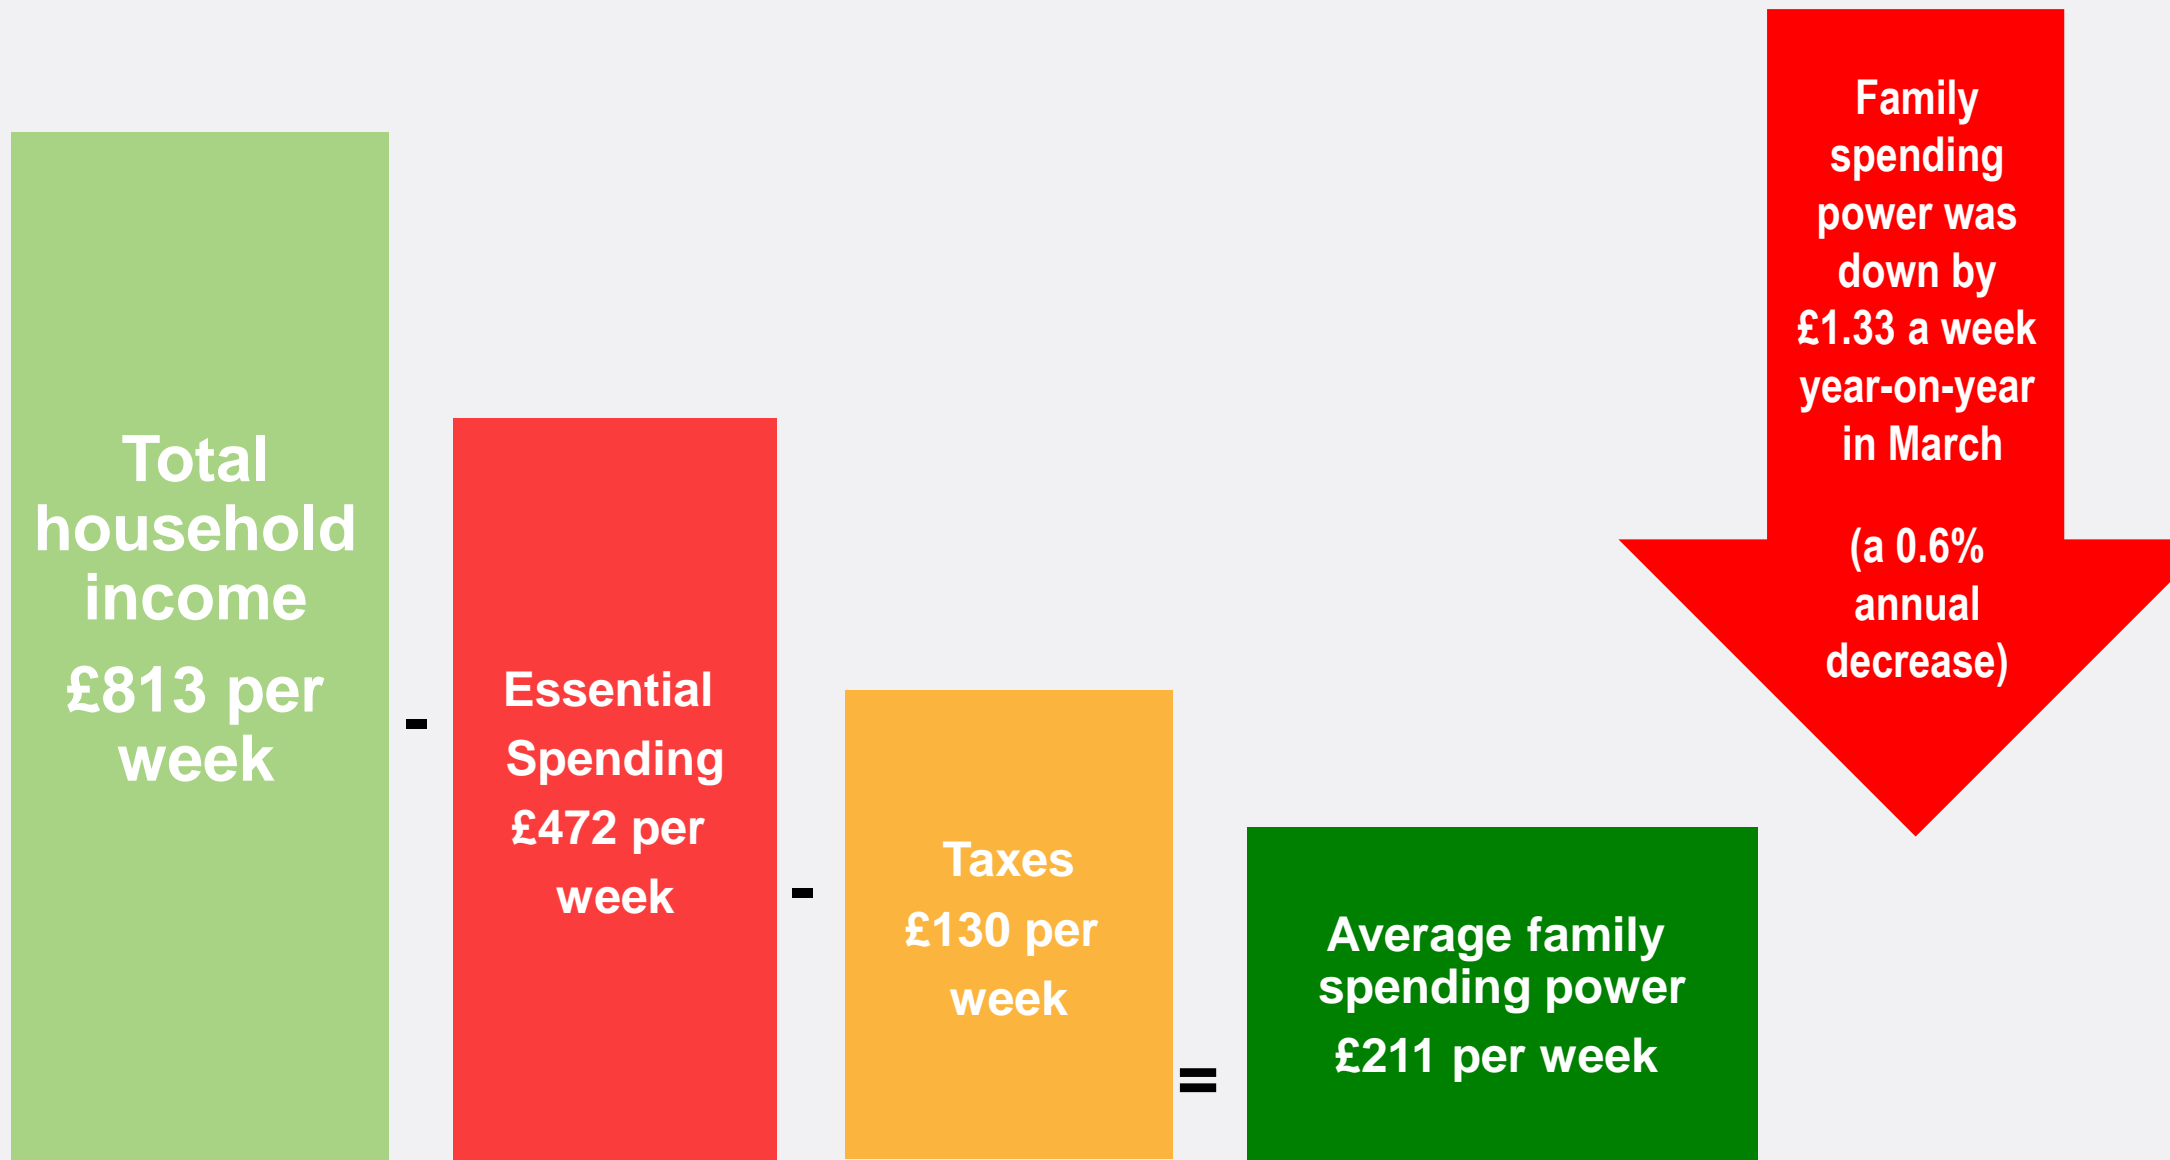 Total
household
income
£813 per
week
-
Essential
Spending
£472 per
week
-
Taxes
£130 per
week
=
Average family
spending power
£211 per week
Family
spending
power was
down by
£1.33 a week
year-on-year
in March
(a 0.6%
annual
decrease)